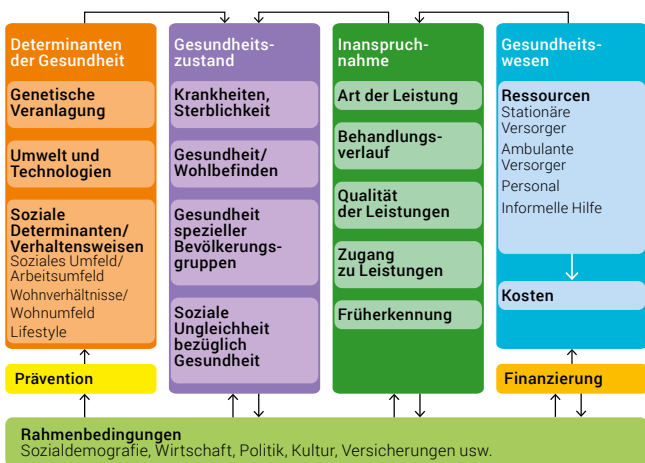 Determinanten
der Gesundheit
Genetische
Veranlagung
Umwelt und
Technologien
Soziale
Determinanten/
Verhaltensweisen
Soziales Umfeld/
Arbeitsumfeld
Wohnverhältnisse/
Wohnumfeld
Lifestyle
Prävention
Gesundheits-
zustand
Krankheiten,
Sterblichkeit
Gesundheit/
Wohlbefinden
Gesundheit
spezieller
Bevölkerungs-
gruppen
Soziale
Ungleichheit
bezüglich
Gesundheit
Inanspruch-
nahme
Art der Leistung
Behandlungs-
verlauf
Qualität
der Leistungen
Zugang
zu Leistungen
Früherkennung
Gesundheits-
wesen
Ressourcen
Stationäre
Versorger
Ambulante
Versorger
Personal
Informelle Hilfe
Kosten
Finanzierung
Rahmenbedingungen
Sozialdemografie, Wirtschaft, Politik, Kultur, Versicherungen usw.